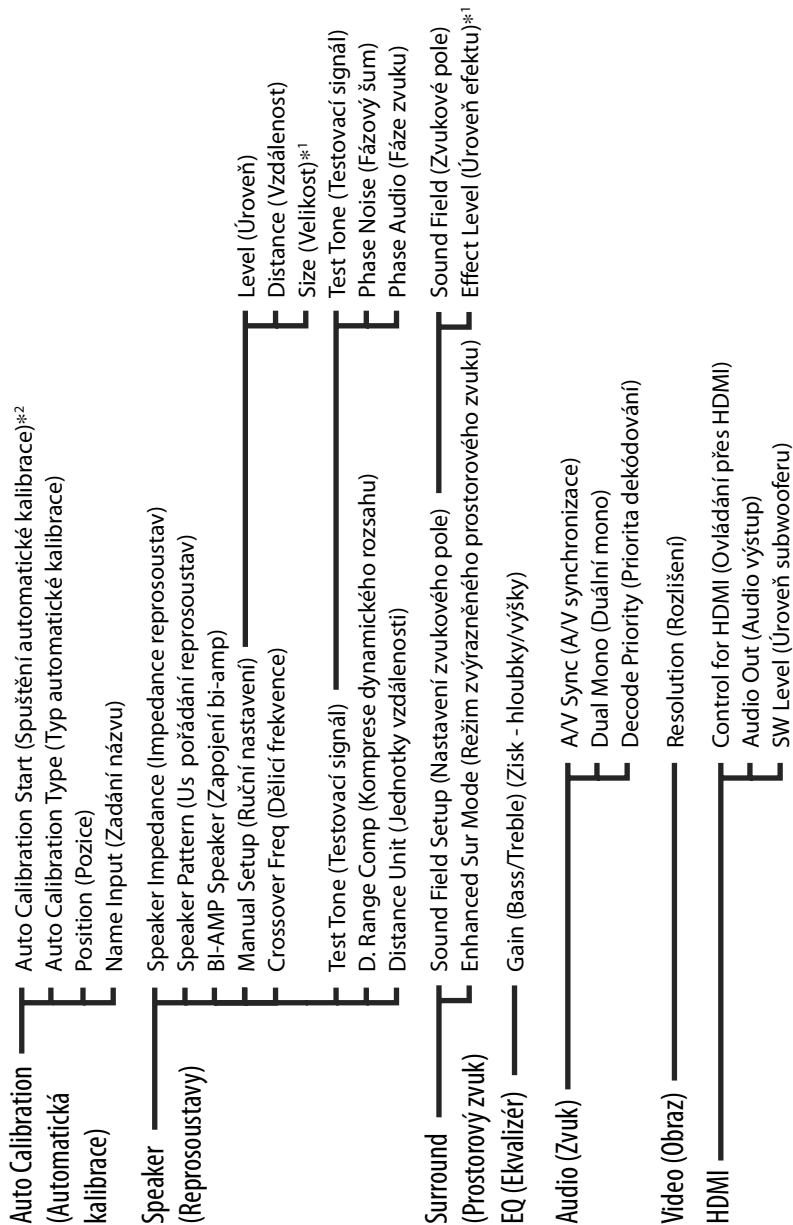 Auto Calibration
(Automatická
kalibrace)
Auto Calibration Start (Spuštění automatické kalibrace)*2
Auto Calibration Type (Typ automatické kalibrace)
Position (Pozice)
Name Input (Zadání názvu)
Speaker
(Reprosoustavy)
Speaker Impedance (Impedance reprosoustav)
Speaker Pattern (Us pořádání reprosoustav)
BI-AMP Speaker (Zapojení bi-amp)
Manual Setup (Ruční nastavení)
Crossover Freq (Dělicí frekvence)
Level (Úroveň)
Distance (Vzdálenost)
Size (Velikost)*1
Test Tone (Testovací signál)
D. Range Comp (Komprese dynamického rozsahu)
Distance Unit (Jednotky vzdálenosti)
Test Tone (Testovací signál)
Phase Noise (Fázový šum)
Phase Audio (Fáze zvuku)
Surround
(Prostorový zvuk)
Sound Field Setup (Nastavení zvukového pole)
Enhanced Sur Mode (Režim zvýrazněného prostorového zvuku)
Sound Field (Zvukové pole)
Effect Level (Úroveň efektu)*1
EQ (Ekvalizér)
Gain (Bass/Treble) (Zisk - hloubky/výšky)
Audio (Zvuk)
A/V Sync (A/V synchronizace)
Dual Mono (Duální mono)
Decode Priority (Priorita dekódování)
Video (Obraz)
Resolution (Rozlišení)
HDMI
Control for HDMI (Ovládání přes HDMI)
Audio Out (Audio výstup)
SW Level (Úroveň subwooferu)